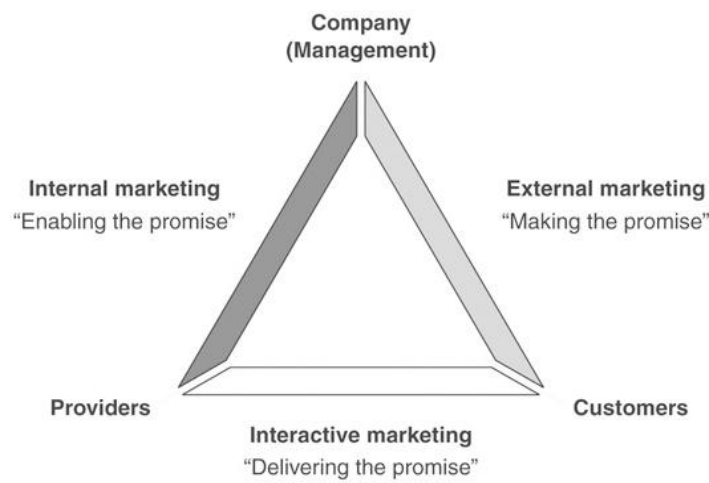 Company
(Management)
Internal marketing
“Enabling the promise”
External marketing
“Making the promise”
Providers
Customers
Interactive marketing
“Delivering the promise”